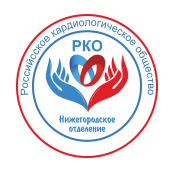 Российское кардиологическое общество
РКО
Нижегородское
отделение